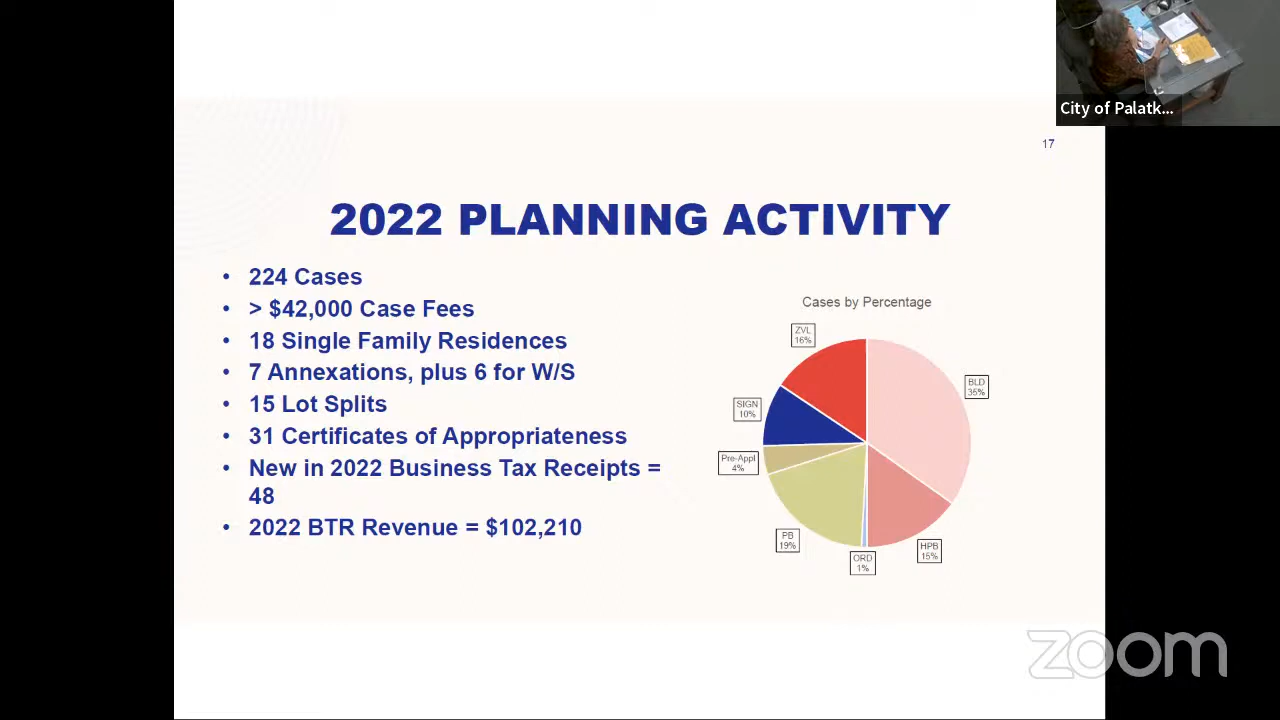 City of Palatk...
17
2022 PLANNING ACTIVITY
• 224 Cases
• > $42,000 Case Fees
• 18 Single Family Residences
• 7 Annexations, plus 6 for W/S
• 15 Lot Splits
• 31 Certificates of Appropriateness
• New in 2022 Business Tax Receipts =
48
• 2022 BTR Revenue = $102,210
Cases by Percentage
ZVL
16%
BLD
35%
SIGN
10%
Pre-Appl
4%
PB
19%
ORD
1%
HPB
15%
zoom